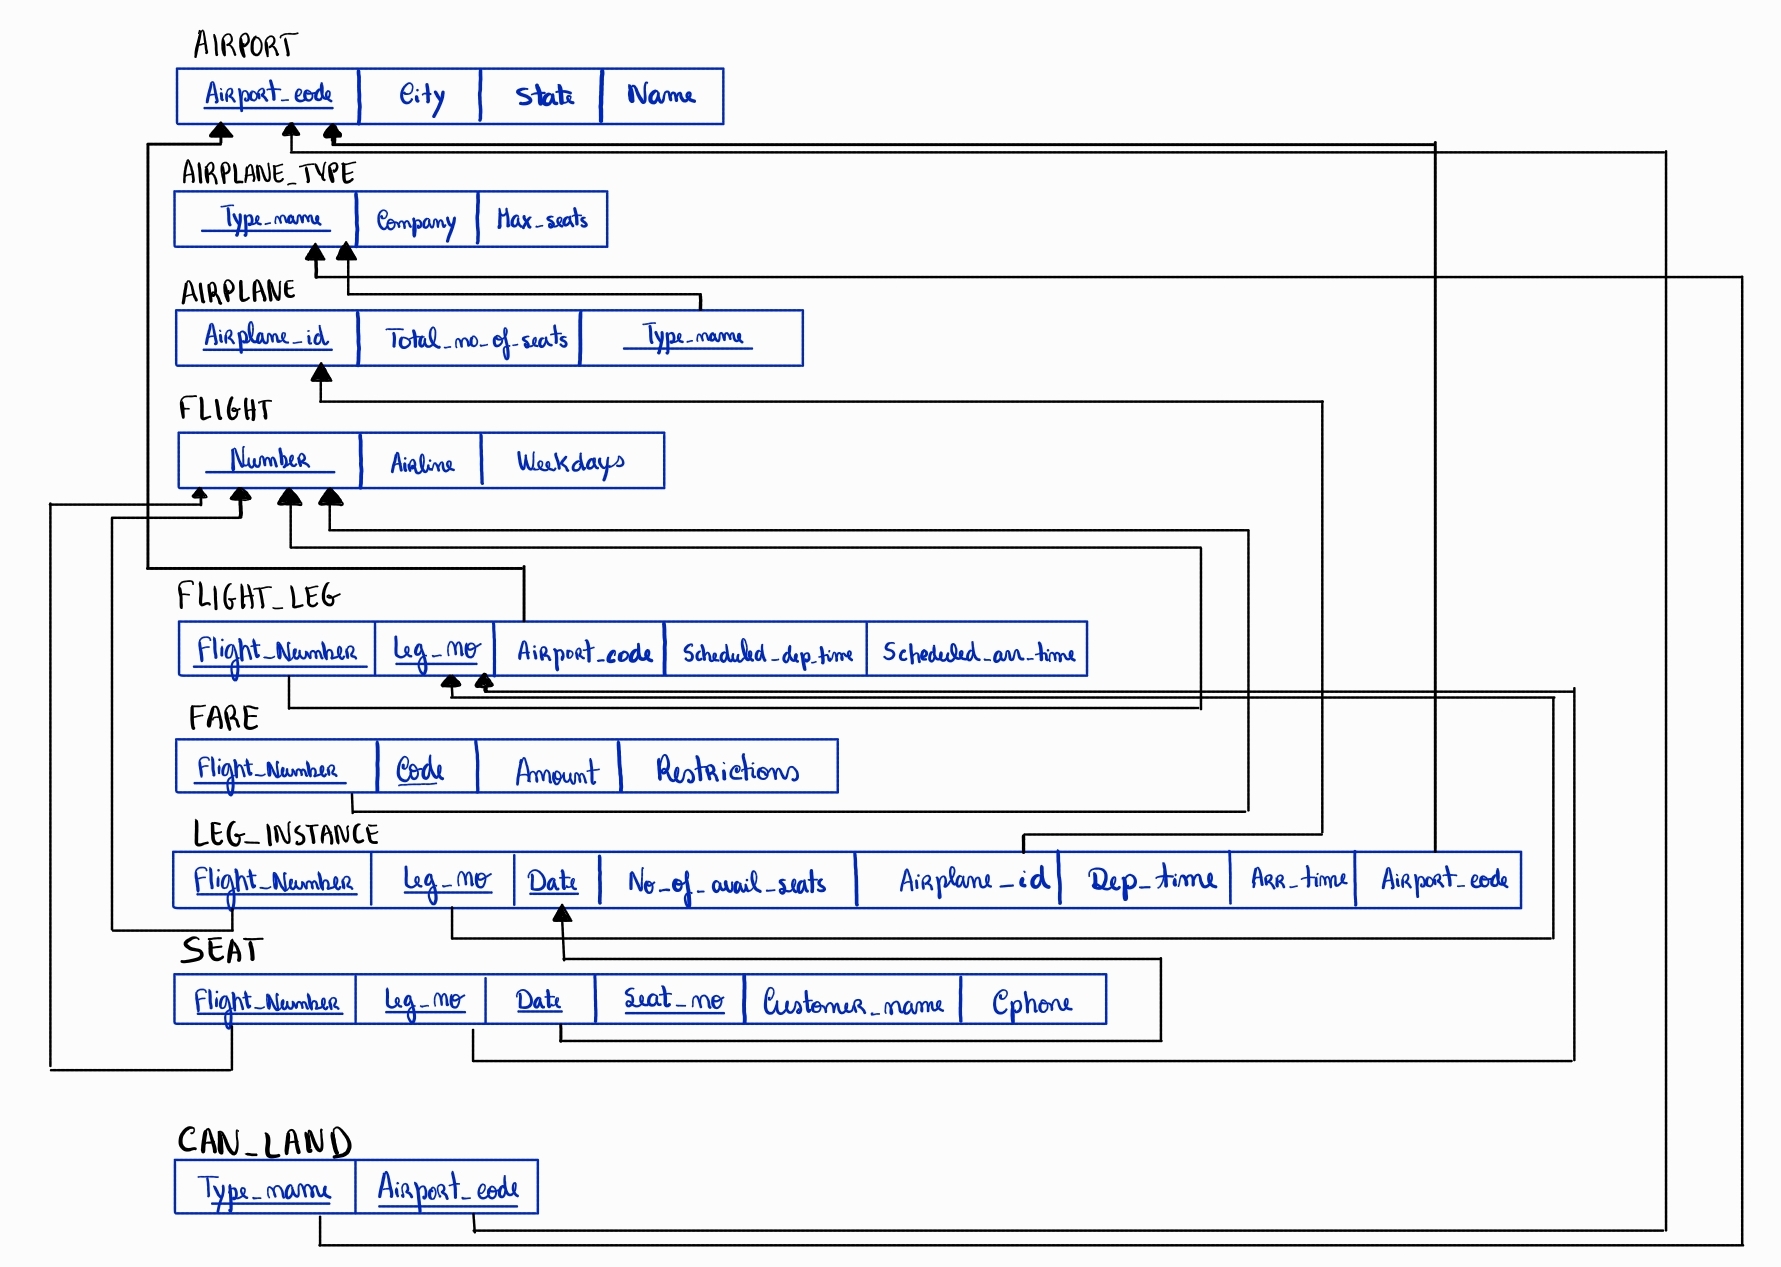 AIRPORT
Airport_code City State Name
AIRPLANE_TYPE
Type_name Company Max_seats
AIRPLANE
Airplane_id Total_no_of_seats Type_name
FLIGHT
Number Airline Weekdays
FLIGHT_LEG
Flight_Number Leg_no Airport_code Scheduled_dep_time Scheduled_arr_time
FARE
Flight_Number Code Amount Restrictions
LEG_INSTANCE
Flight_Number Leg_no Date No_of_avail_seats Airplane_id Dep_time Arr_time Airport_code
SEAT
Flight_Number Leg_no Date Seat_no Customer_name Cphone
CAN_LAND
Type_name Airport_code